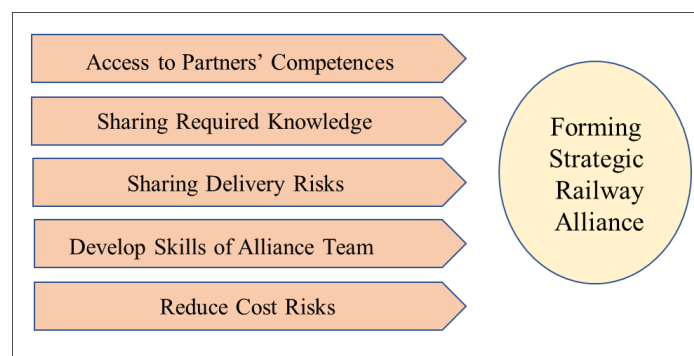 Access to Partners’ Competences
Sharing Required Knowledge
Sharing Delivery Risks
Develop Skills of Alliance Team
Reduce Cost Risks
Forming
Strategic
Railway
Alliance